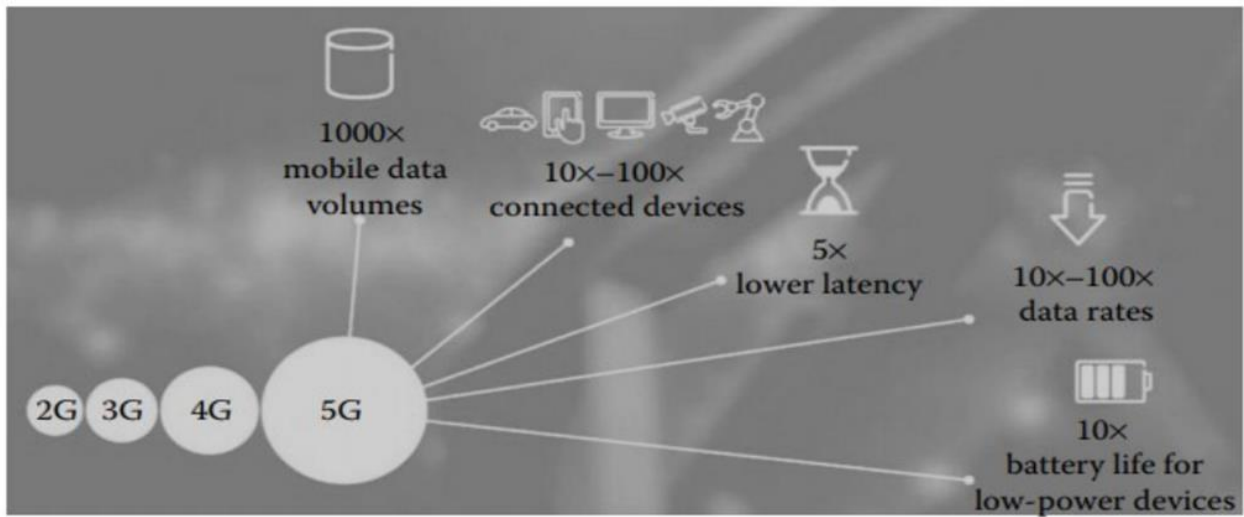 1000×
mobile data
volumes
10×–100×
connected devices
5×
lower latency
10×–100×
data rates
10×
battery life for
low-power devices
2G 3G 4G 5G